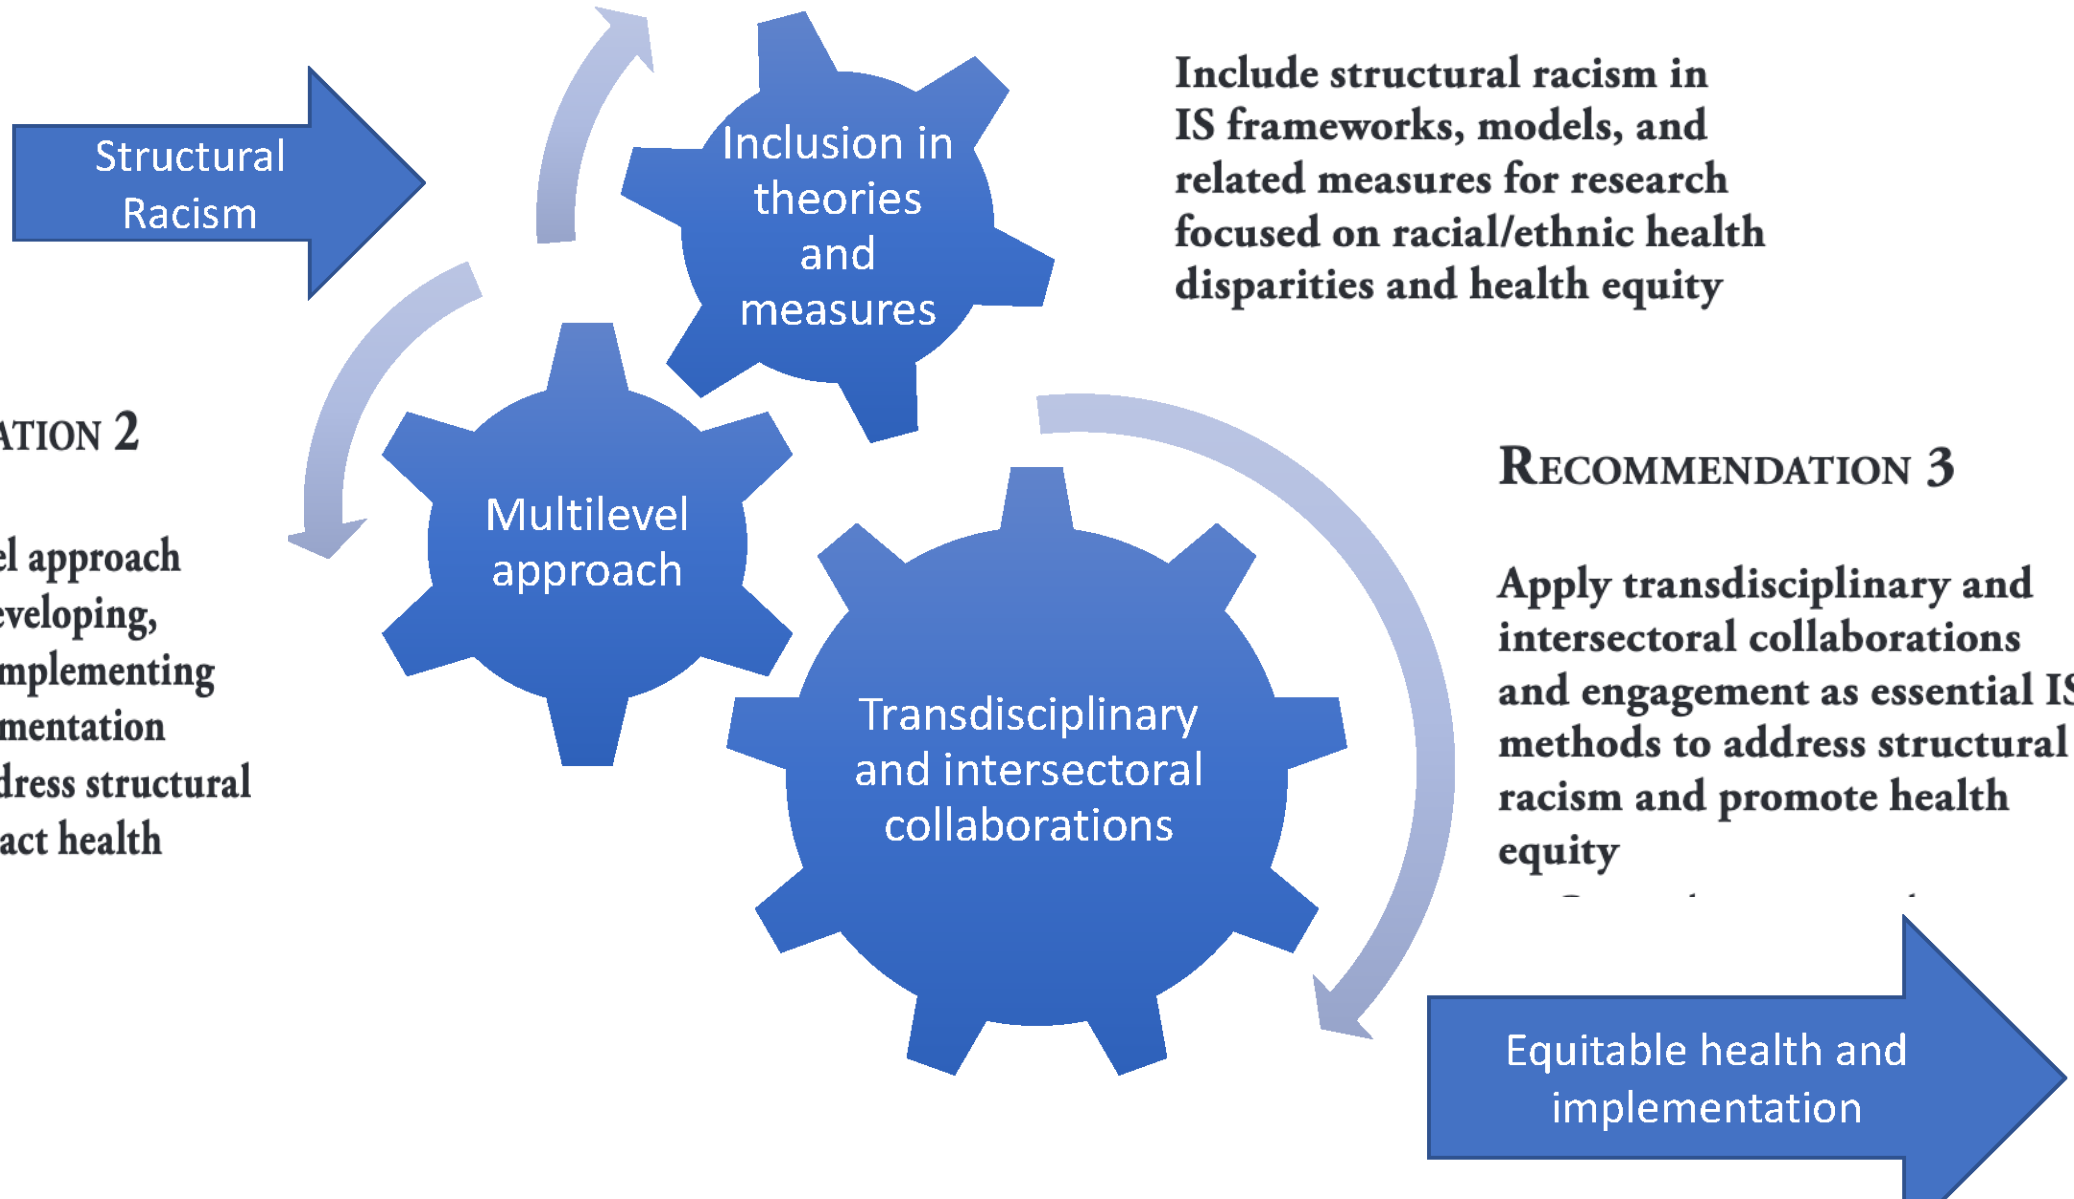 Structural
Racism
Inclusion in
theories
and
measures
Include structural racism in
IS frameworks, models, and
related measures for research
focused on racial/ethnic health
disparities and health equity
ATION 2
el approach
eveloping,
mplementing
mentation
dress structural
act health
Multilevel
approach
Transdisciplinary
and intersectoral
collaborations
RECOMMENDATION 3
Apply transdisciplinary and
intersectoral collaborations
and engagement as essential IS
methods to address structural
racism and promote health
equity
Equitable health and
implementation